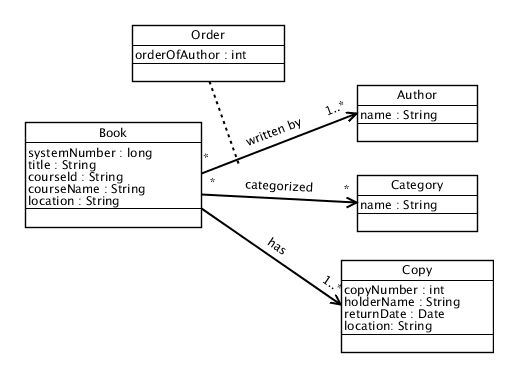 Order
orderOfAuthor : int
Author
name : String
1..*
written by
*
Book
systemNumber : long
title : String
courseId : String
courseName : String
location : String
*
categorized
*
Category
name : String
has
1..*
Copy
copyNumber : int
holderName : String
returnDate : Date
location: String